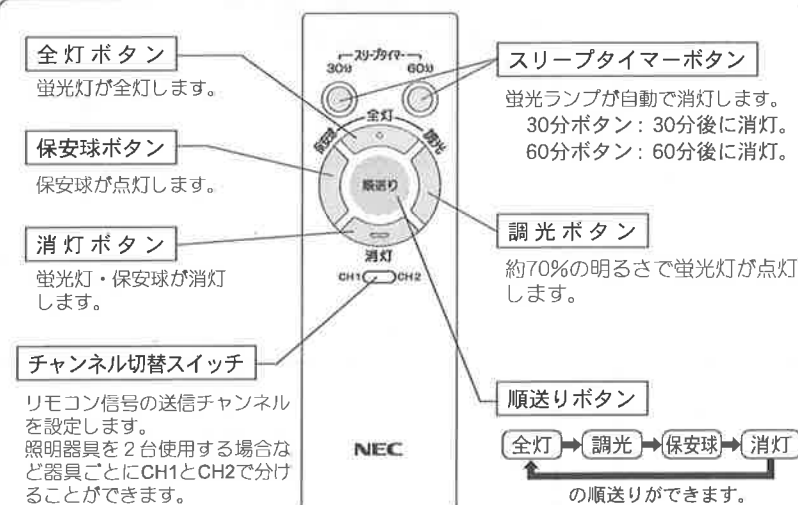 全灯ボタン
蛍光灯が全灯します。
保安球ボタン
保安球が点灯します。
消灯ボタン
蛍光灯・保安球が消灯
します。
チャンネル切替スイッチ
リモコン信号の送信チャンネル
を設定します。
照明器具を2台使用する場合な
ど器具ごとにCH1とCH2で分け
ることができます。
スリープタイマー
30分 60分
全灯
保安球 調光
順送り
消灯
CH1 CH2
NEC
スリープタイマーボタン
蛍光ランプが自動で消灯します。
30分ボタン：30分後に消灯。
60分ボタン：60分後に消灯。
調光ボタン
約70%の明るさで蛍光灯が点灯
します。
順送りボタン
全灯➡調光➡保安球➡消灯
の順送りができます。